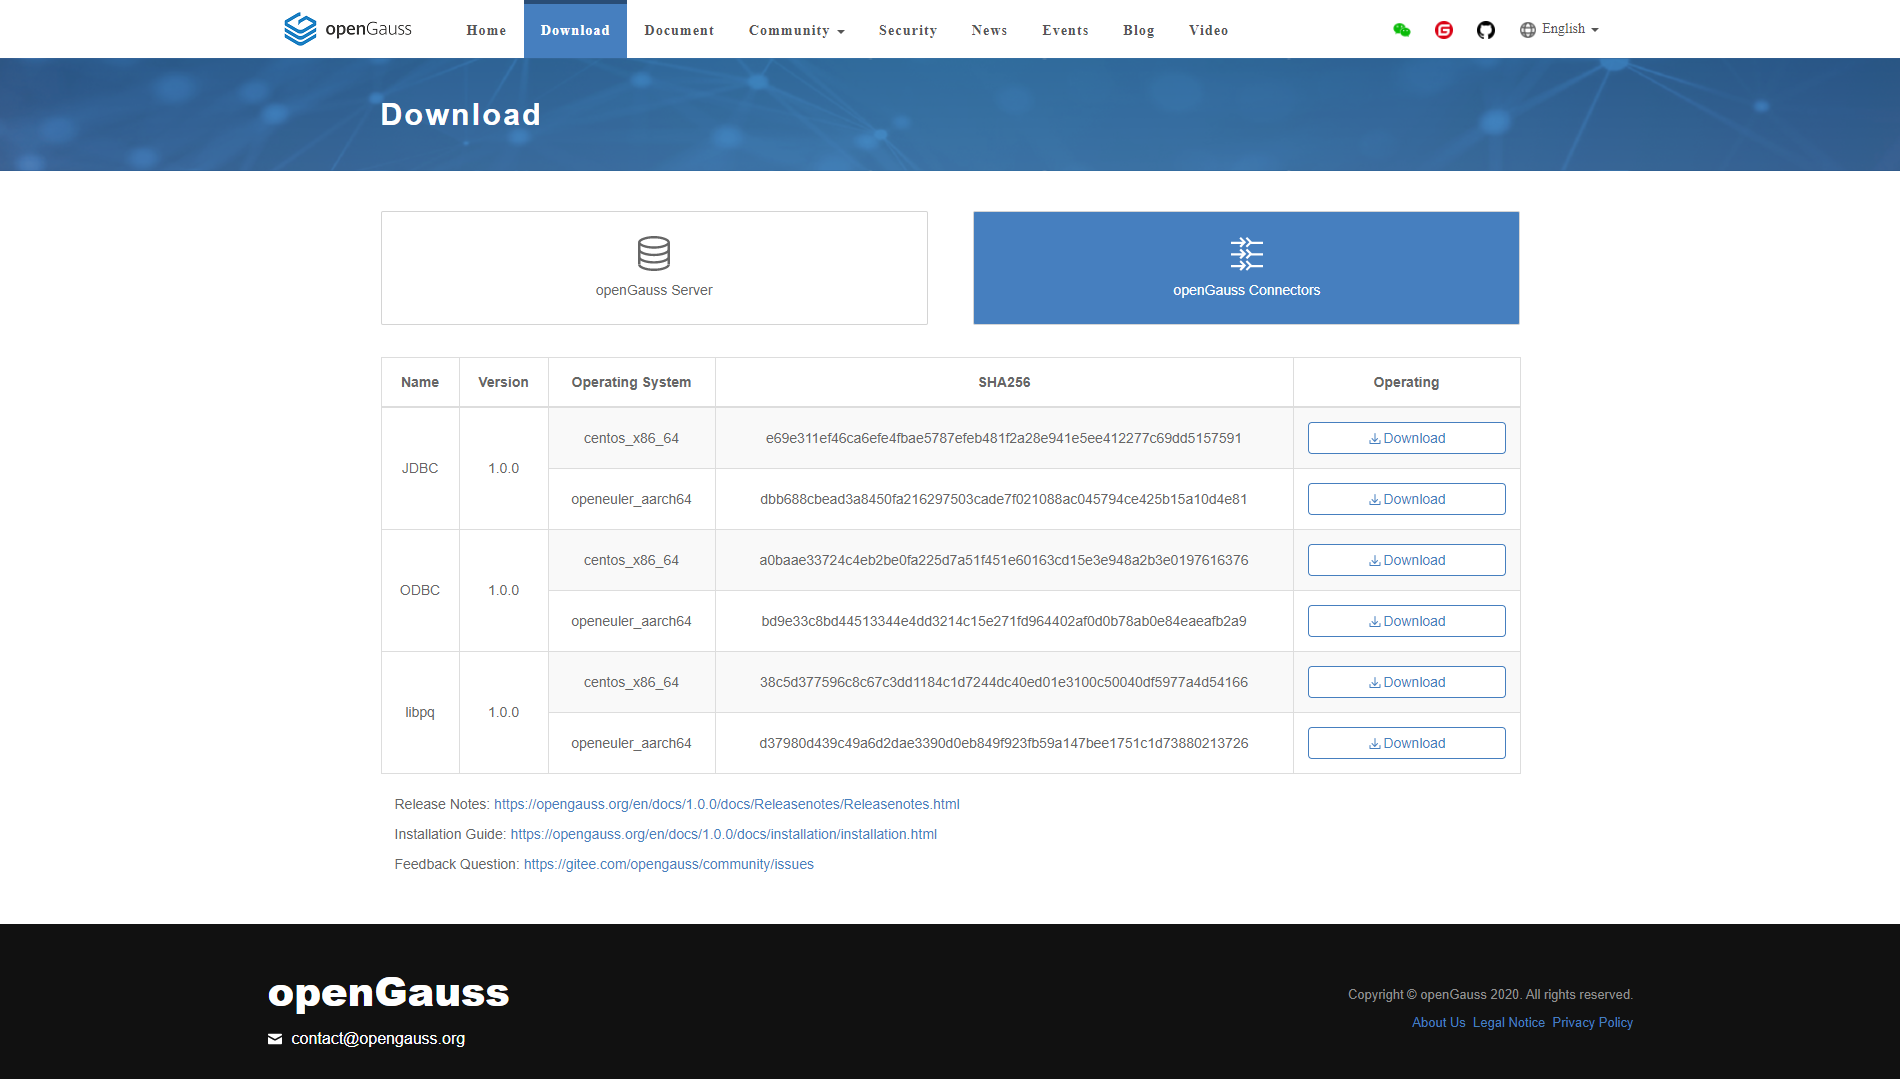 openGauss Home Download Document Community Security News Events Blog Video English
Download
openGauss Server
openGauss Connectors
Name Version Operating System SHA256 Operating
JDBC 1.0.0 centos_x86_64 e69e311ef46ca6efe4fbae5787efeb481f2a28e941e5ee412277c69dd5157591 Download
openeuler_aarch64 dbb688cbead3a8450fa216297503cade7f021088ac045794ce425b15a10d4e81 Download
ODBC 1.0.0 centos_x86_64 a0baae33724c4eb2be0fa225d7a51f451e60163cd15e3e948a2b3e0197616376 Download
openeuler_aarch64 bd9e33c8bd44513344e4dd3214c15e271fd964402af0d0b78ab0e84eaeafb2a9 Download
libpq 1.0.0 centos_x86_64 38c5d377596c8c67c3dd1184c1d7244dc40ed01e3100c50040df5977a4d54166 Download
openeuler_aarch64 d37980d439c49a6d2dae3390d0eb849f923fb59a147bee1751c1d73880213726 Download
Release Notes: https://opengauss.org/en/docs/1.0.0/docs/Releasenotes/Releasenotes.html
Installation Guide: https://opengauss.org/en/docs/1.0.0/docs/installation/installation.html
Feedback Question: https://gitee.com/opengauss/community/issues
openGauss
contact@opengauss.org
Copyright © openGauss 2020. All rights reserved.
About Us Legal Notice Privacy Policy